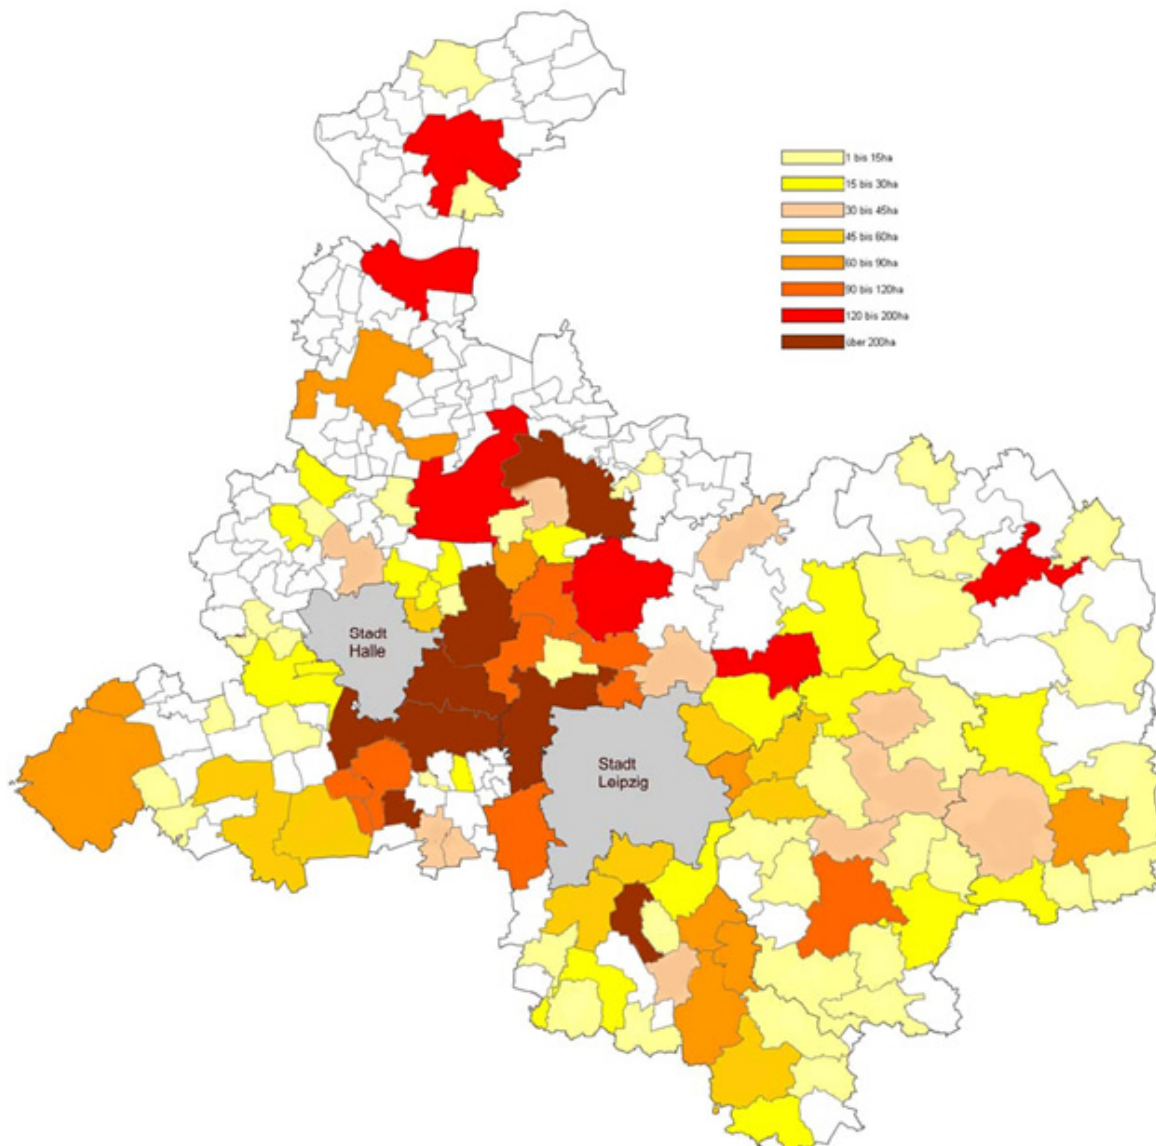 1 bis 15ha
15 bis 30ha
30 bis 45ha
45 bis 60ha
60 bis 90ha
90 bis 120ha
120 bis 200ha
über 200ha
Stadt
Halle
Stadt
Leipzig